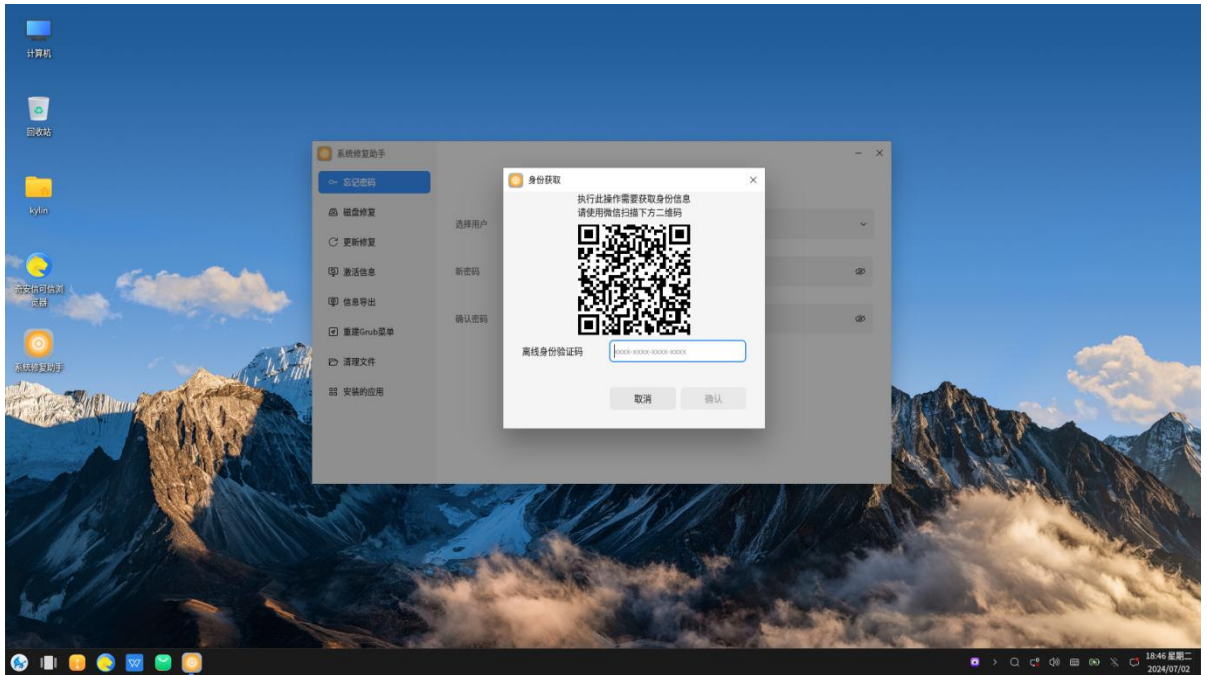 计算机
回收站
kylin
奇安信可信浏
览器
系统修复助手
系统修复助手
忘记密码
磁盘修复
更新修复
激活信息
信息导出
重建Grub菜单
清理文件
安装的应用
选择用户
新密码
确认密码
身份获取
执行此操作需要获取身份信息
请使用微信扫描下方二维码
离线身份验证码
xxxx-xxxx-xxxx-xxxx
取消
确认
18:46 星期二
2024/07/02